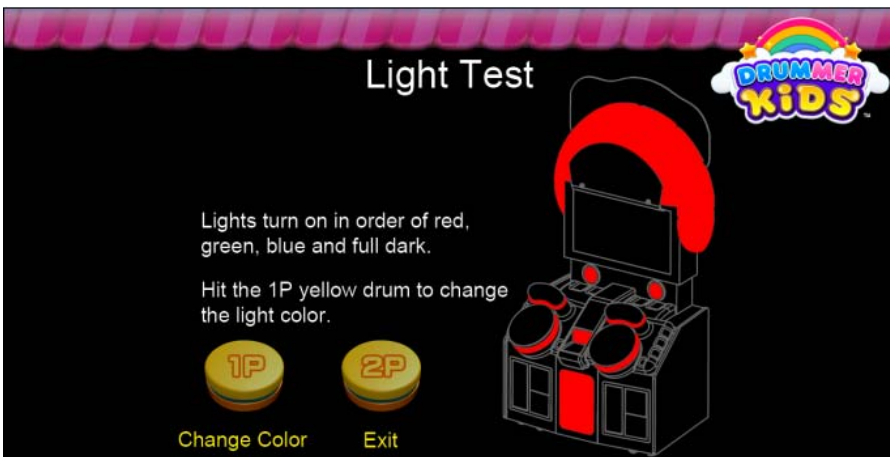 Light Test
DRUMMER
KiDS™
Lights turn on in order of red,
green, blue and full dark.
Hit the 1P yellow drum to change
the light color.
1P
2P
Change Color
Exit